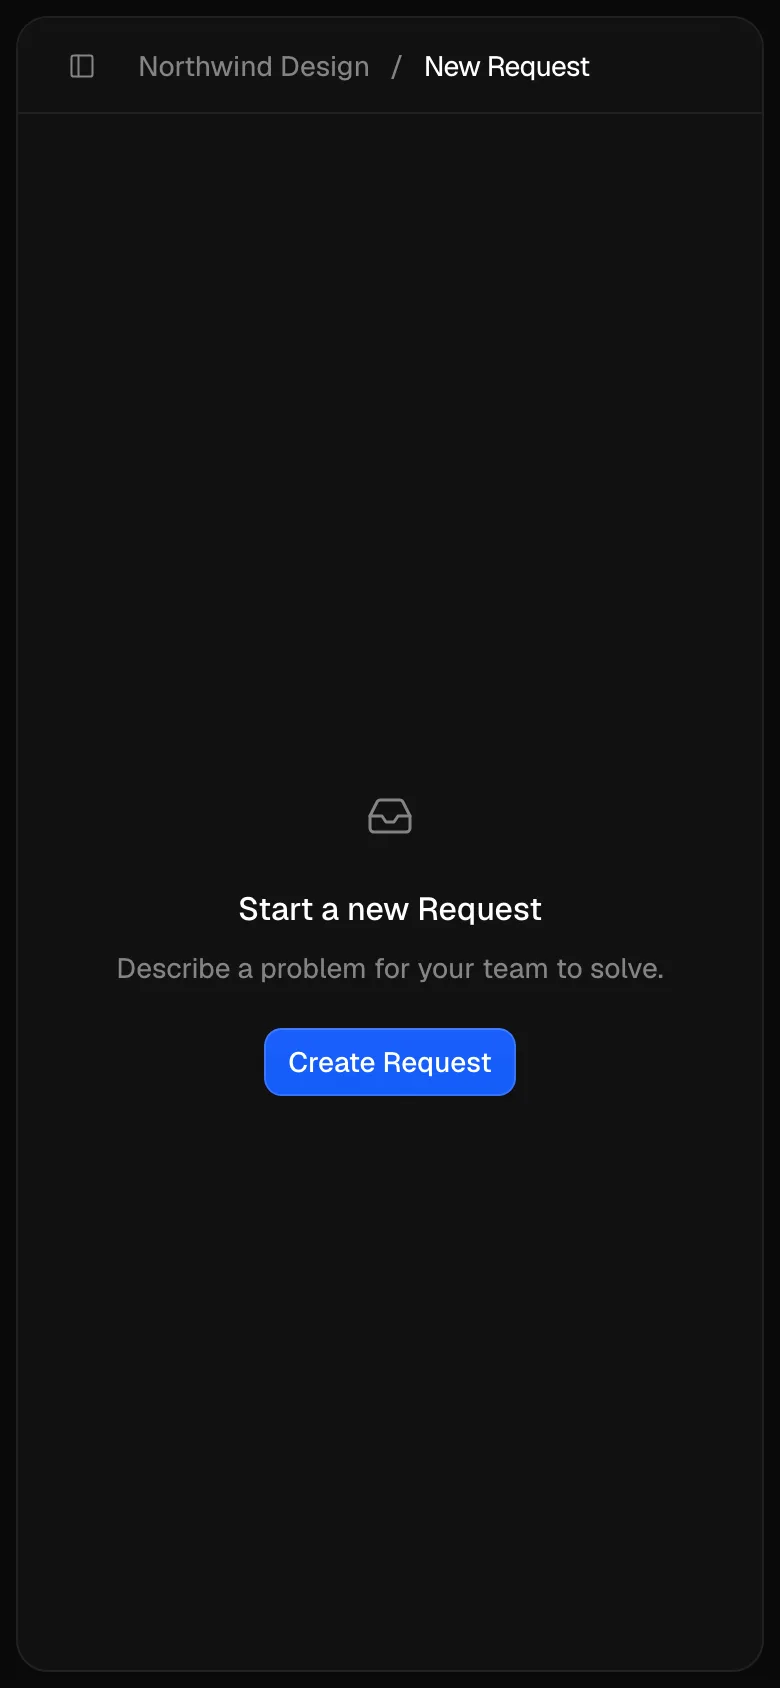 Northwind Design / New Request
Start a new Request
Describe a problem for your team to solve.
Create Request